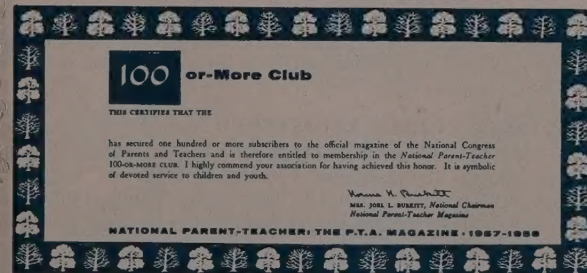 100 or-More Club
THIS CERTIFIES THAT THE
has secured one hundred or more subscribers to the official magazine of the National Congress
of Parents and Teachers and is therefore entitled to membership in the National Parent-Teacher
100-OR-MORE CLUB. I highly commend your association for having achieved this honor. It is symbolic
of devoted service to children and youth.
MRS. JOEL L. BURKITT, National Chairman
National Parent-Teacher Magazine
NATIONAL PARENT-TEACHER: THE P.T.A. MAGAZINE • 1957-1958